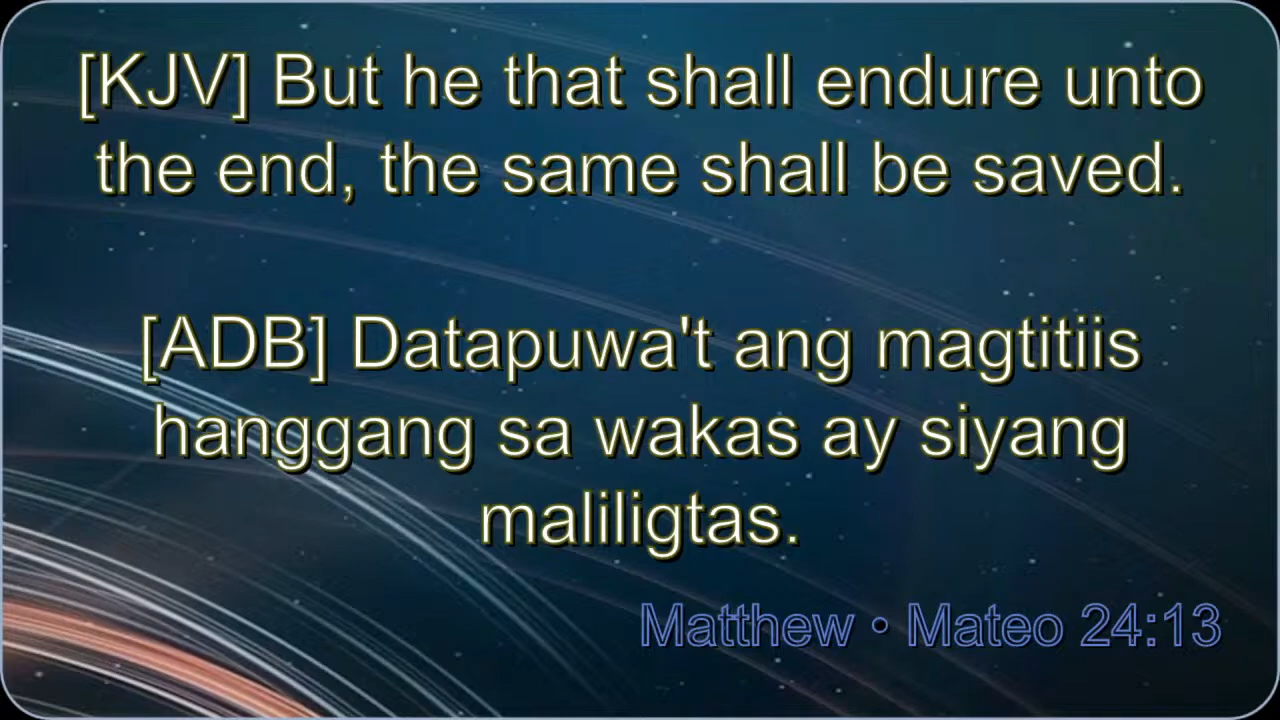 [KJV] But he that shall endure unto
the end, the same shall be saved.
[ADB] Datapuwa't ang magtitiis
hanggang sa wakas ay siyang
maliligtas.
Matthew • Mateo 24:13